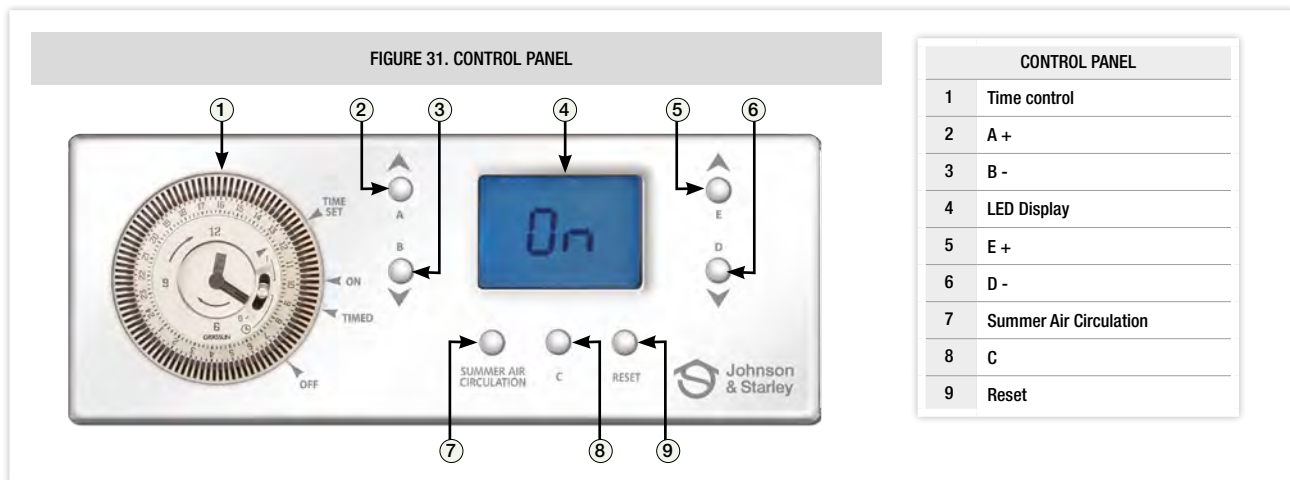 FIGURE 31. CONTROL PANEL
1
2
3
4
5
6
TIME
SET
ON
TIMED
OFF
12
9
6
GRASSLIN
A
B
On
E
D
SUMMER AIR
CIRCULATION
C
RESET
Johnson
& Starley
7
8
9
CONTROL PANEL
1 Time control
2 A +
3 B -
4 LED Display
5 E +
6 D -
7 Summer Air Circulation
8 C
9 Reset